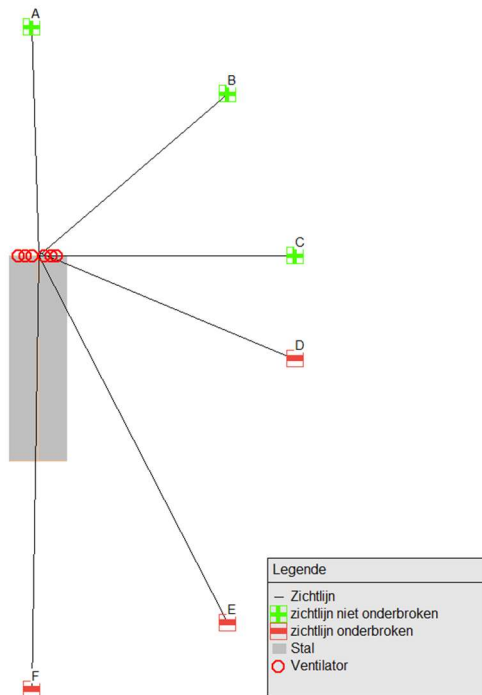 A
B
C
D
E
F
Legende
Zichtlijn
zichtlijn niet onderbroken
zichtlijn onderbroken
Stal
Ventilator